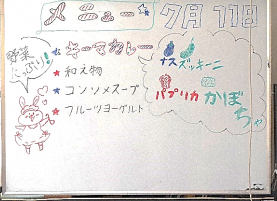 メニュー
7月11日
野菜
たっぷり!
キーマカレー
和え物
コンソメスープ
フルーツヨーグルト
ナス ズッキーニ
パプリカ かぼちゃ